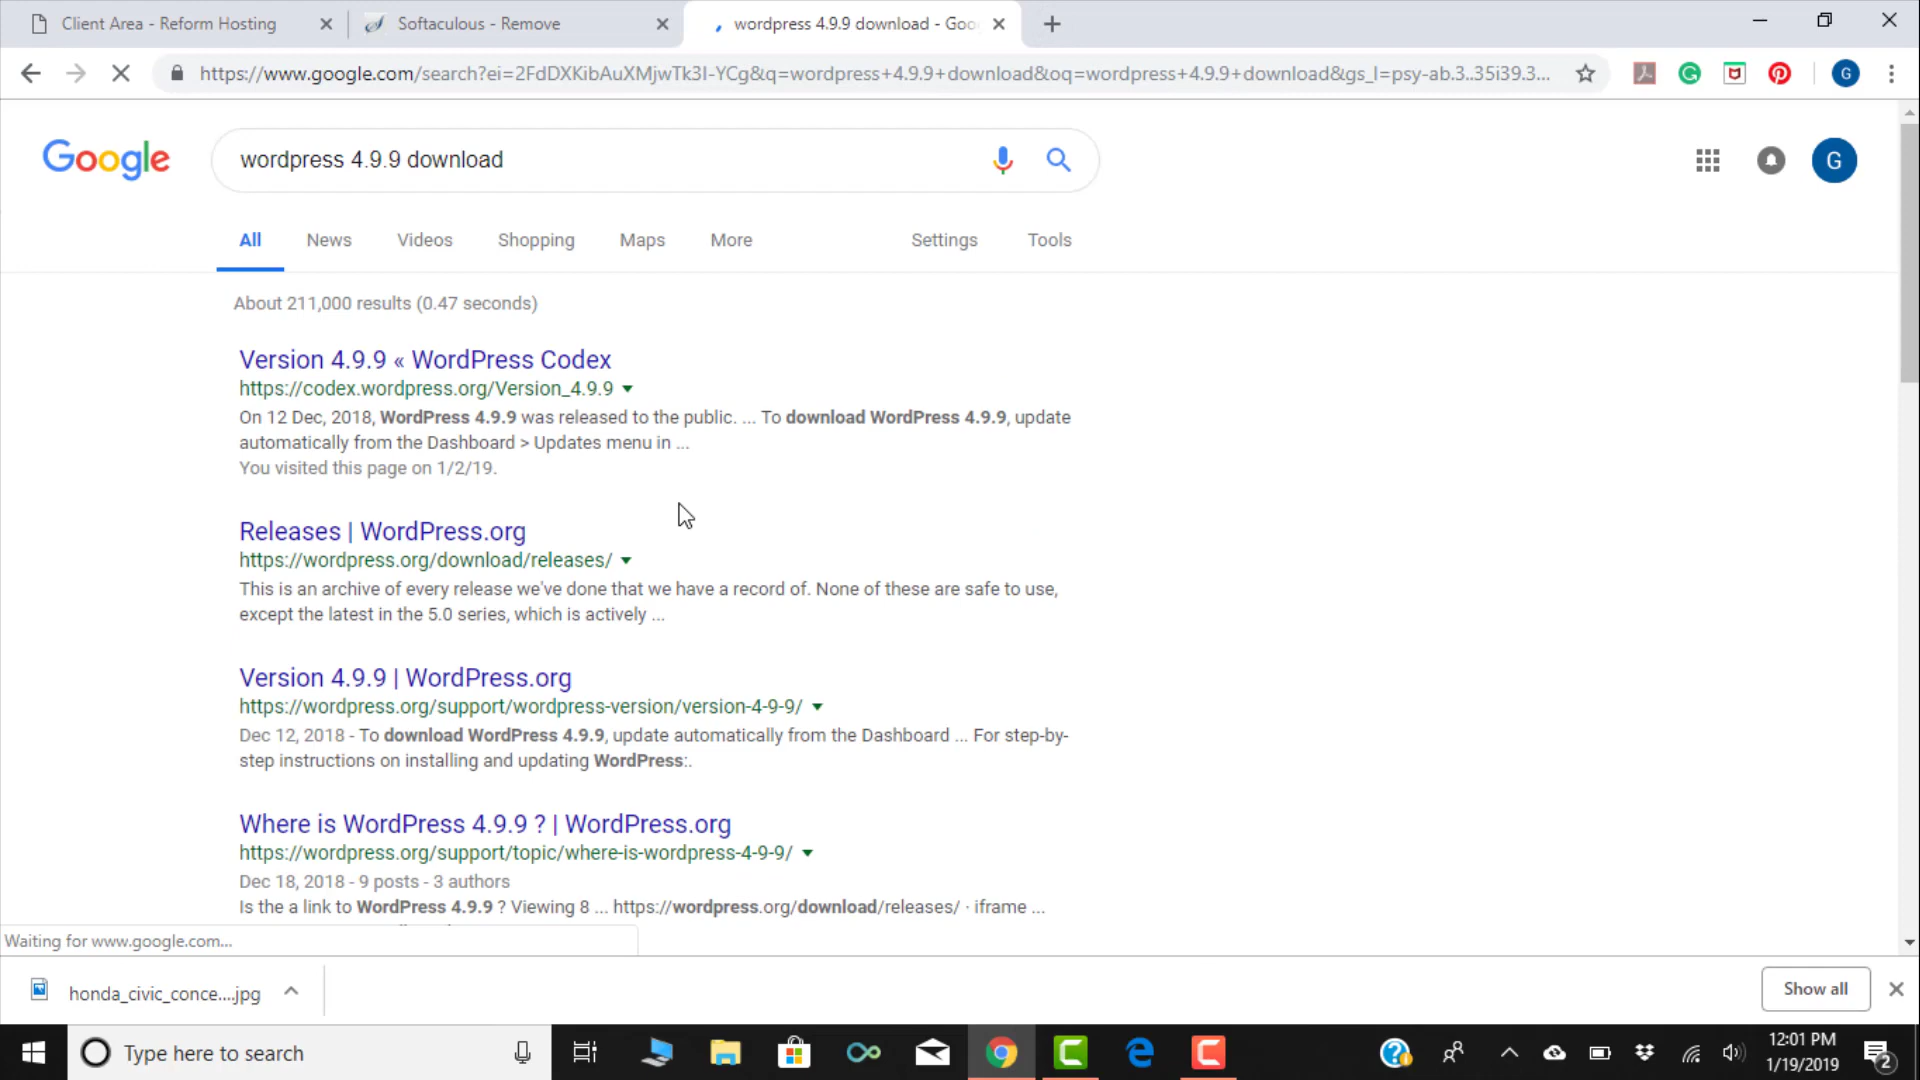 Client Area - Reform Hosting
Softaculous - Remove
wordpress 4.9.9 download - Goo
https://www.google.com/search?ei=2FdDXKibAuXMjwTk3I-YCg&q=wordpress+4.9.9+download&oq=wordpress+4.9.9+download&gs_l=psy-ab.3..35i39.3...
G
Google
wordpress 4.9.9 download
G
All
News
Videos
Shopping
Maps
More
Settings
Tools
About 211,000 results (0.47 seconds)
Version 4.9.9 « WordPress Codex
https://codex.wordpress.org/Version_4.9.9
On 12 Dec, 2018, WordPress 4.9.9 was released to the public. ... To download WordPress 4.9.9, update
automatically from the Dashboard > Updates menu in ...
You visited this page on 1/2/19.
Releases | WordPress.org
https://wordpress.org/download/releases/
This is an archive of every release we've done that we have a record of. None of these are safe to use,
except the latest in the 5.0 series, which is actively ...
Version 4.9.9 | WordPress.org
https://wordpress.org/support/wordpress-version/version-4-9-9/
Dec 12, 2018 - To download WordPress 4.9.9, update automatically from the Dashboard ... For step-by-
step instructions on installing and updating WordPress:.
Where is WordPress 4.9.9 ? | WordPress.org
https://wordpress.org/support/topic/where-is-wordpress-4-9-9/
Dec 18, 2018 - 9 posts - 3 authors
Is the a link to WordPress 4.9.9 ? Viewing 8 ... https://wordpress.org/download/releases/ · iframe ...
Waiting for www.google.com...
honda_civic_conce....jpg
Show all
Type here to search
12:01 PM
1/19/2019
2